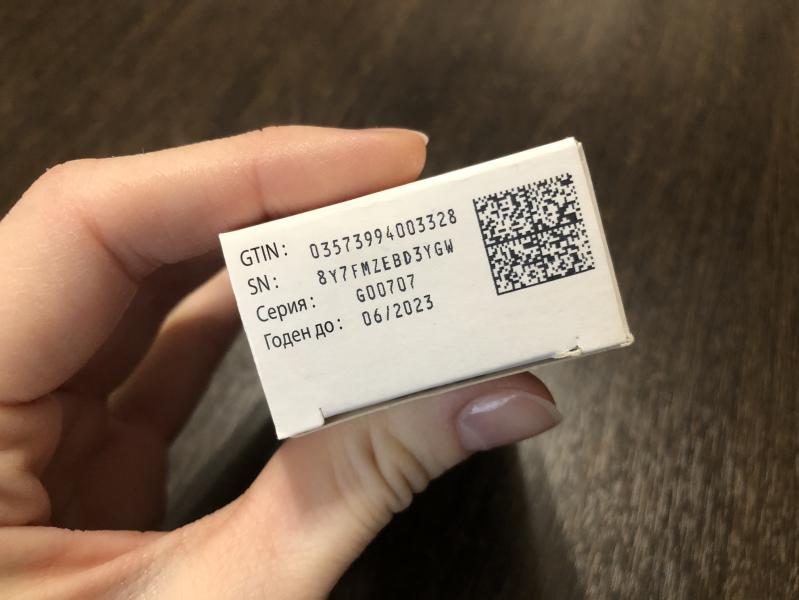 GTIN: 03573994003328
SN: 8Y7FMZEBD3YGW
Серия: G00707
Годен до: 06/2023